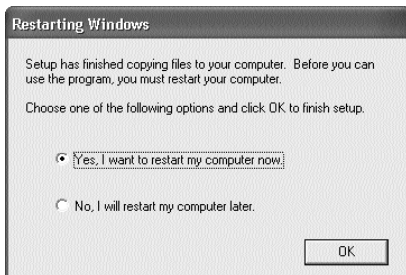 Restarting Windows
Setup has finished copying files to your computer.  Before you can
use the program, you must restart your computer.
Choose one of the following options and click OK to finish setup.
Yes, I want to restart my computer now.
No, I will restart my computer later.
OK